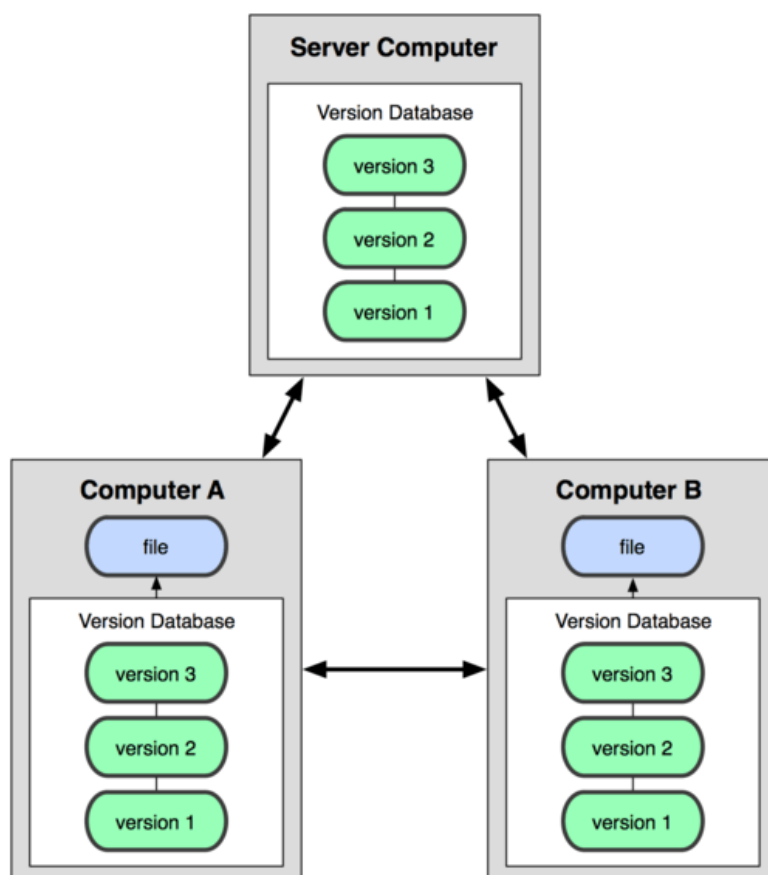 Server Computer
Version Database
version 3
version 2
version 1
Computer A
file
Version Database
version 3
version 2
version 1
Computer B
file
Version Database
version 3
version 2
version 1